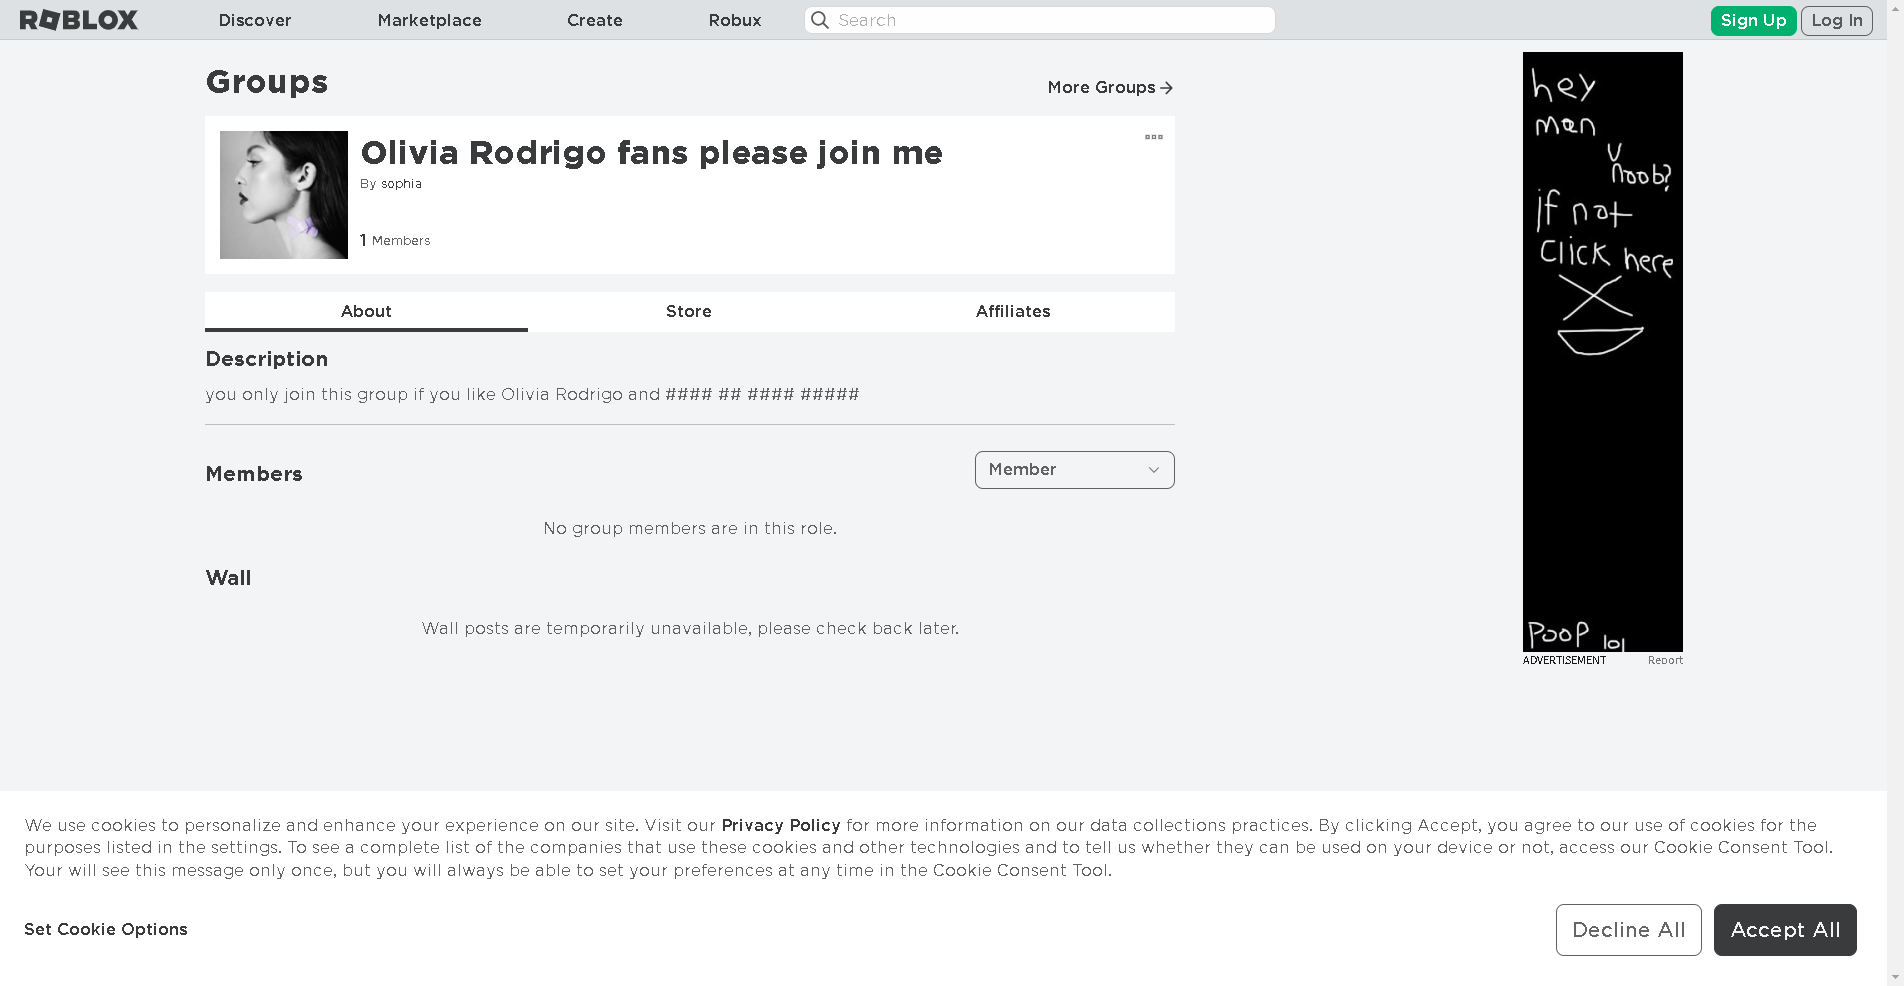 ROBLOX Discover Marketplace Create Robux Search Sign Up Log In
Groups
More Groups
Olivia Rodrigo fans please join me
By sophia
1 Members
About Store Affiliates
Description
you only join this group if you like Olivia Rodrigo and #### ## #### #####
Members
Member
No group members are in this role.
Wall
Wall posts are temporarily unavailable, please check back later.
hey
man
U
noob?
if not
click here
POOP lol
ADVERTISEMENT Report
We use cookies to personalize and enhance your experience on our site. Visit our Privacy Policy for more information on our data collections practices. By clicking Accept, you agree to our use of cookies for the
purposes listed in the settings. To see a complete list of the companies that use these cookies and other technologies and to tell us whether they can be used on your device or not, access our Cookie Consent Tool.
Your will see this message only once, but you will always be able to set your preferences at any time in the Cookie Consent Tool.
Set Cookie Options
Decline All
Accept All